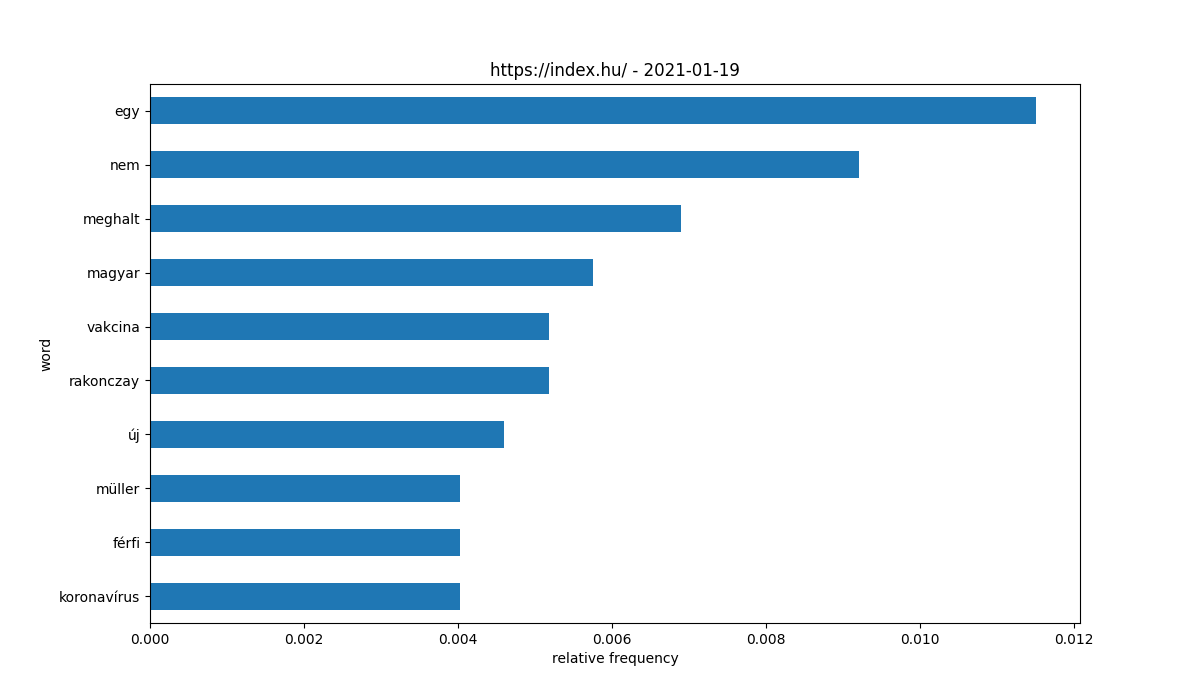 https://index.hu/ - 2021-01-19
egy
nem
meghalt
magyar
vakcina
rakonczay
új
müller
férfi
koronavírus
word
0.000 0.002 0.004 0.006 0.008 0.010 0.012
relative frequency